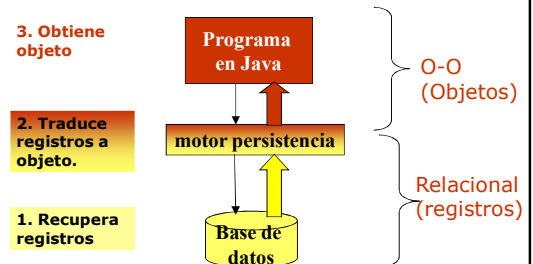 3. Obtiene
objeto
Programa
en Java
O-O
(Objetos)
2. Traduce
registros a
objeto.
motor persistencia
Relacional
(registros)
1. Recupera
registros
Base de
datos